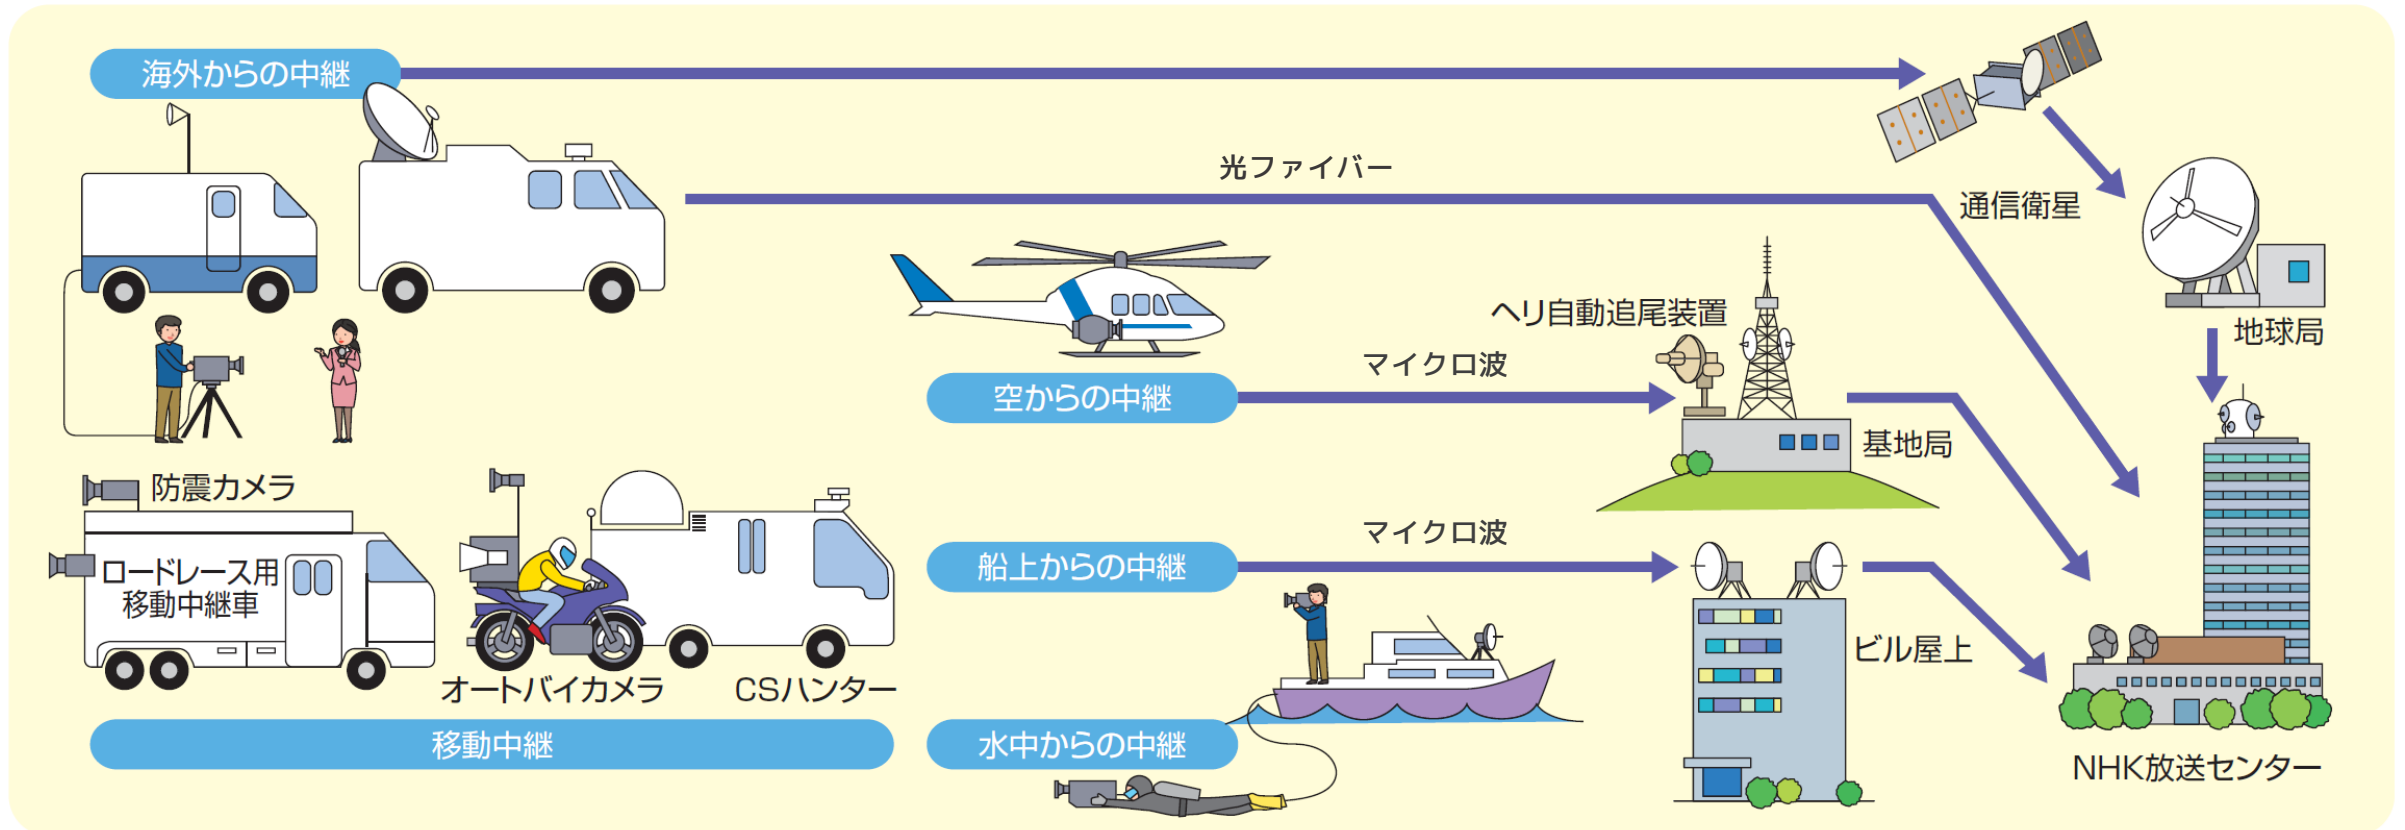 海外からの中継
光ファイバー
通信衛星
地球局
ヘリ自動追尾装置
マイクロ波
空からの中継
基地局
防震カメラ
ロードレース用
移動中継車
オートバイカメラ
CSハンター
移動中継
マイクロ波
船上からの中継
ビル屋上
水中からの中継
NHK放送センター